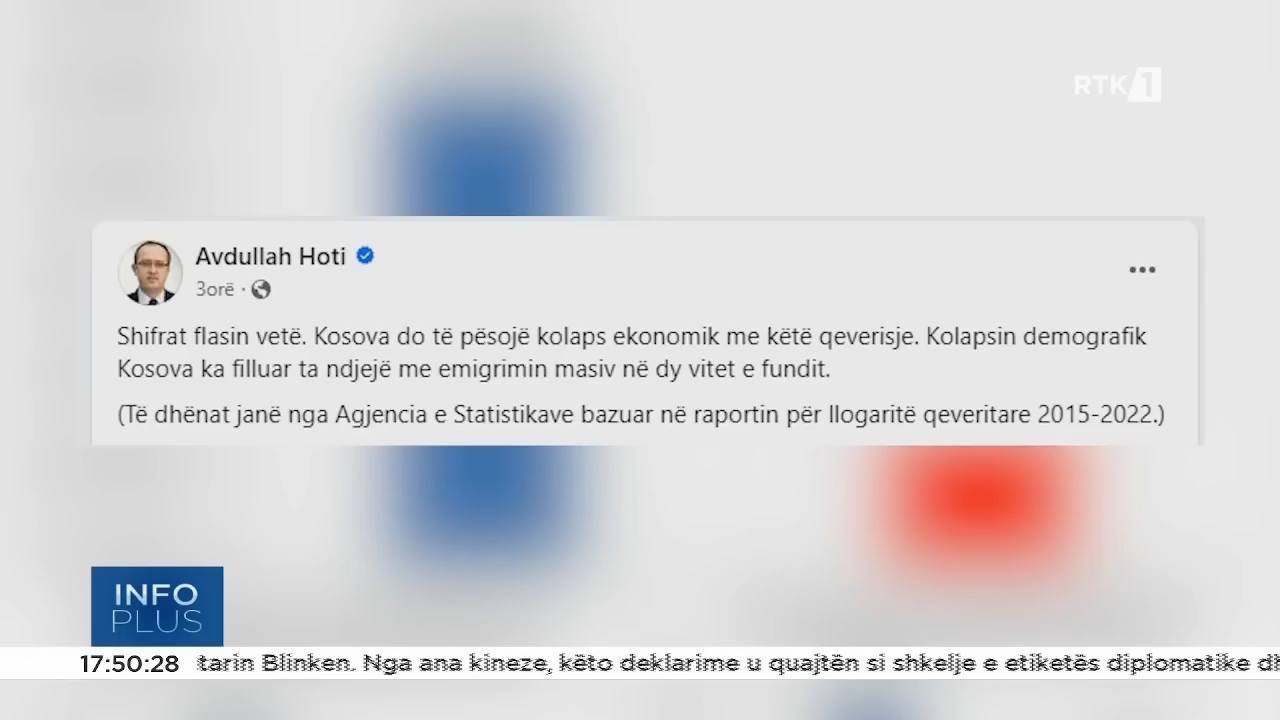 RTK 1
Avdullah Hoti
3orë ·
Shifrat flasin vetë. Kosova do të pësojë kolaps ekonomik me këtë qeverisje. Kolapsin demografik
Kosova ka filluar ta ndjejë me emigrimin masiv në dy vitet e fundit.
(Të dhënat janë nga Agjencia e Statistikave bazuar në raportin për llogaritë qeveritare 2015-2022.)
INFO
PLUS
17:50:28 tarin Blinken. Nga ana kineze, këto deklarime u quajtën si shkelje e etiketës diplomatike dh